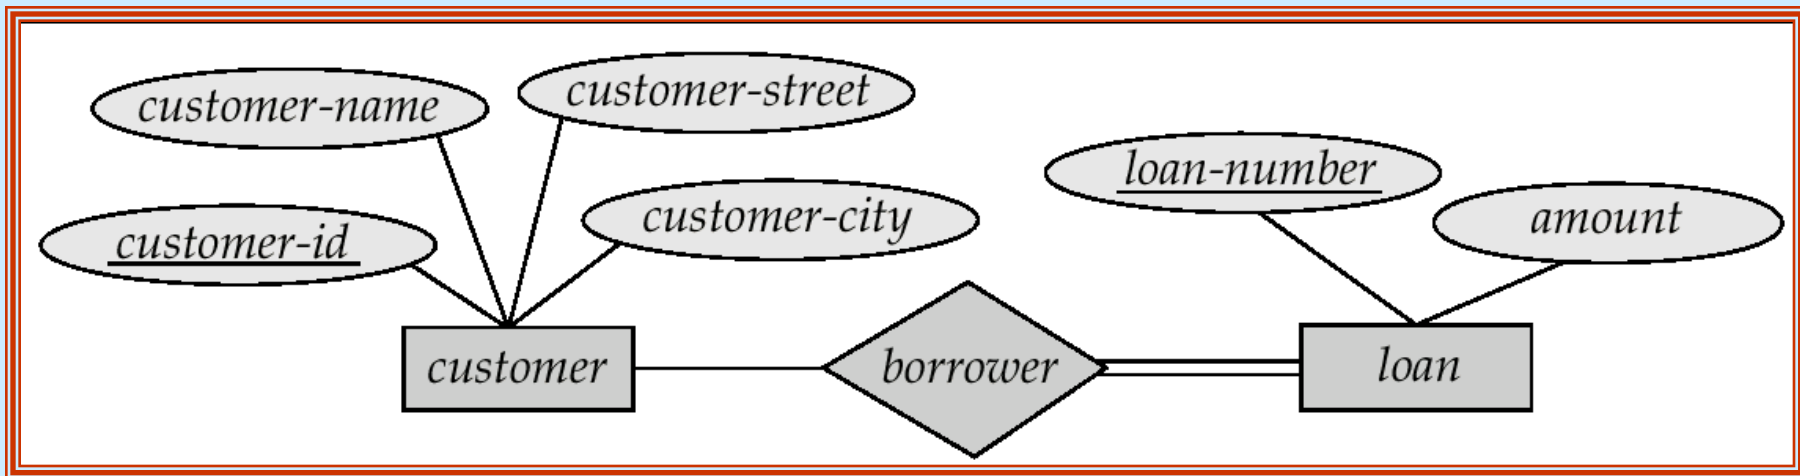 customer-name
customer-street
customer-id
customer-city
loan-number
amount
customer
borrower
loan